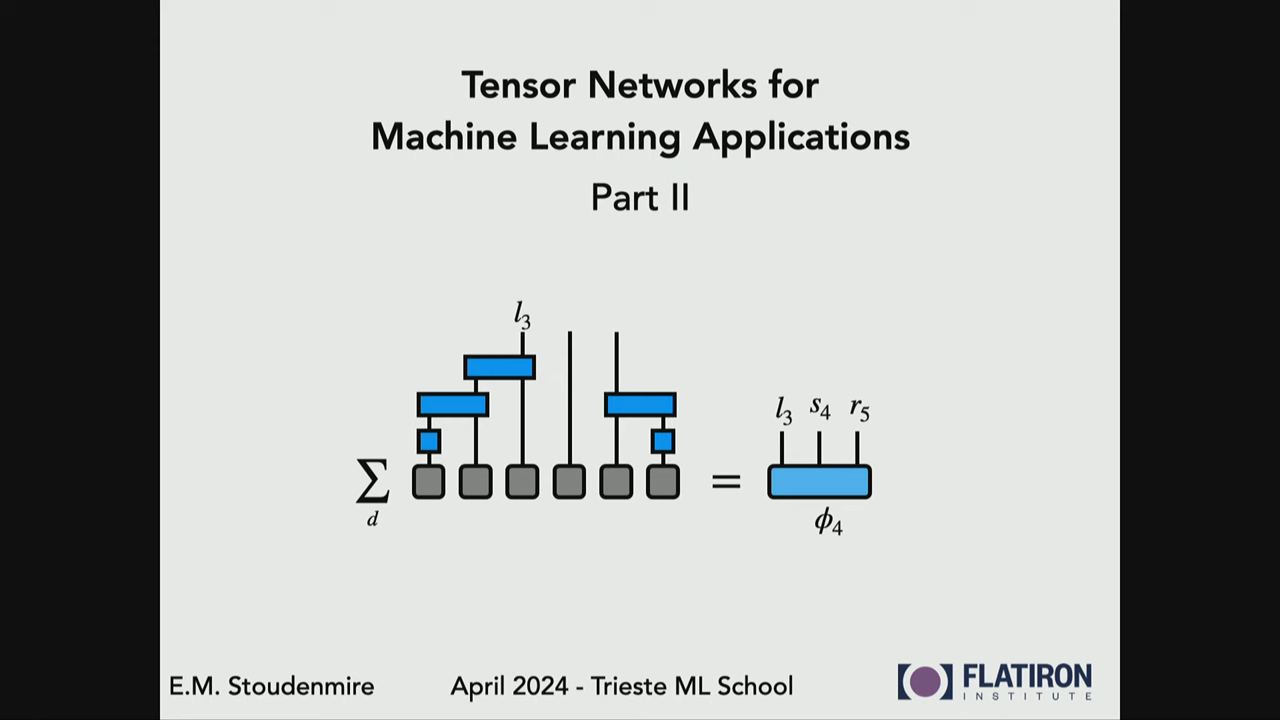 Tensor Networks for
Machine Learning Applications
Part II
l₃
l₃ s₄ r₅
∑ =
d
ϕ₄
E.M. Stoudenmire
April 2024 - Trieste ML School
FLATIRON
INSTITUTE